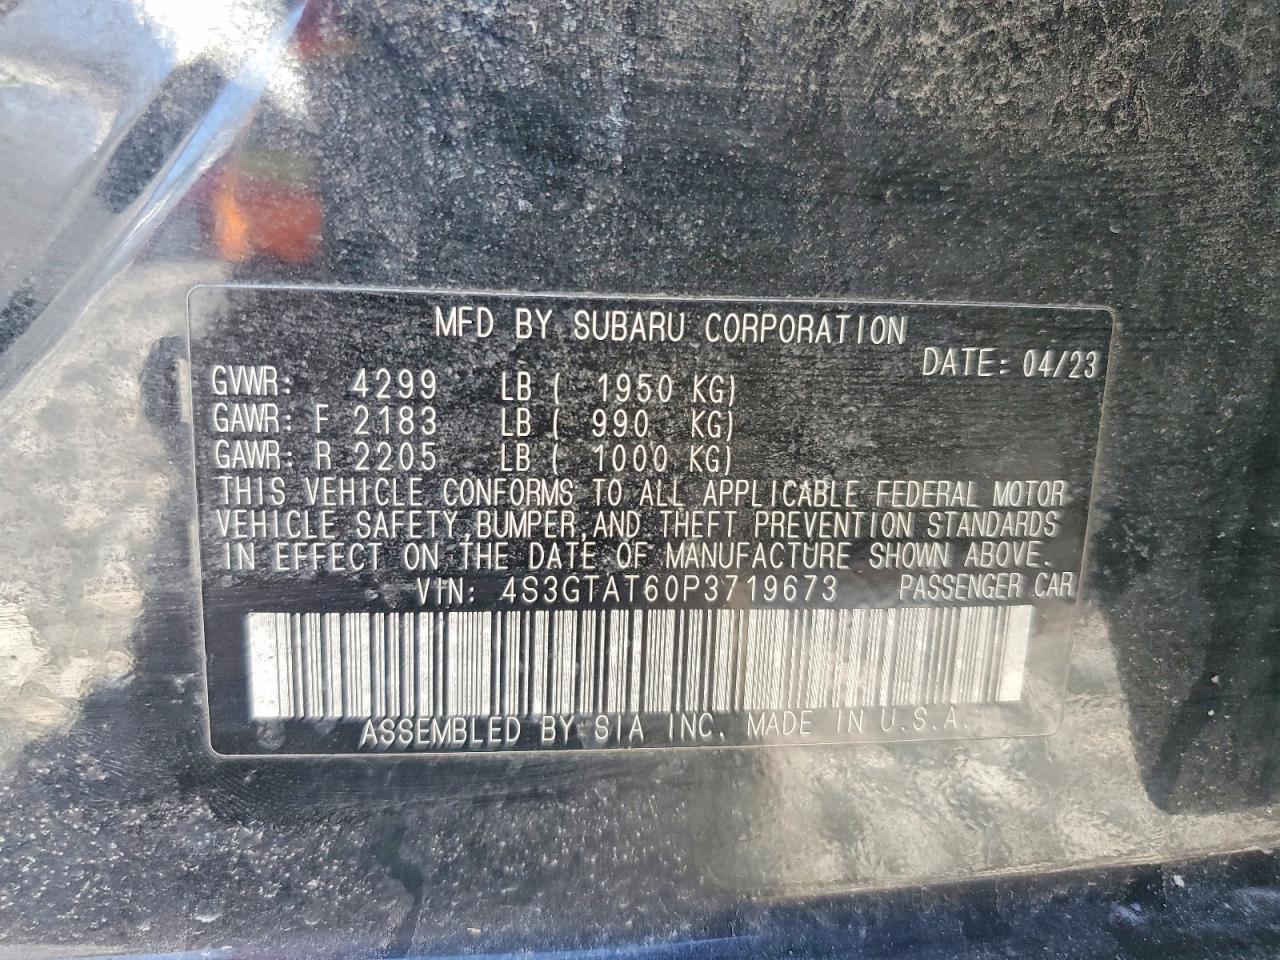 MFD BY SUBARU CORPORATION
DATE: 04/23
GVWR: 4299 LB ( 1950 KG)
GAWR: F 2183 LB ( 990 KG)
GAWR: R 2205 LB ( 1000 KG)
THIS VEHICLE CONFORMS TO ALL APPLICABLE FEDERAL MOTOR
VEHICLE SAFETY,BUMPER,AND THEFT PREVENTION STANDARDS
IN EFFECT ON THE DATE OF MANUFACTURE SHOWN ABOVE.
VIN: 4S3GTAT60P3719673 PASSENGER CAR
ASSEMBLED BY SIA INC. MADE IN U.S.A.